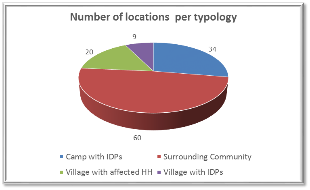 Number of locations per typology
9
34
20
60
Camp with IDPs
Surrounding Community
Village with affected HH
Village with IDPs